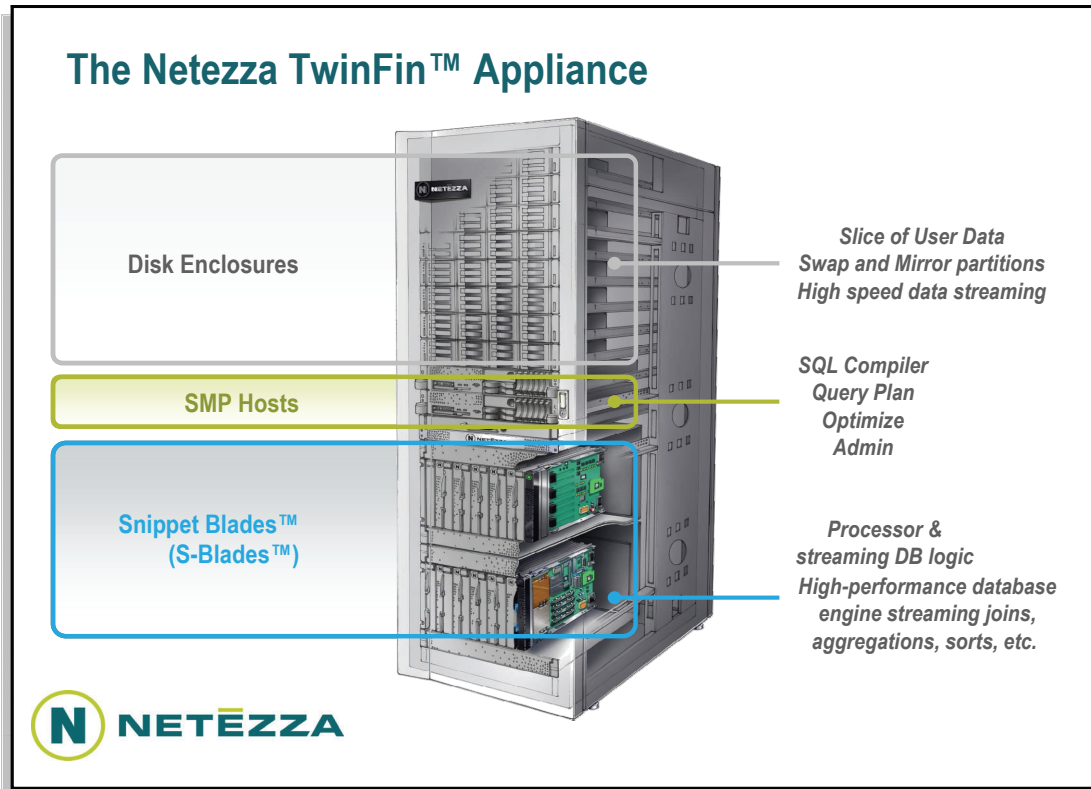 The Netezza TwinFin™ Appliance
N NETEZZA
Disk Enclosures
Slice of User Data
Swap and Mirror partitions
High speed data streaming
SMP Hosts
SQL Compiler
Query Plan
Optimize
Admin
N NETEZZA
Snippet Blades™
(S-Blades™)
Processor &
streaming DB logic
High-performance database
engine streaming joins,
aggregations, sorts, etc.
N NETĒZZA